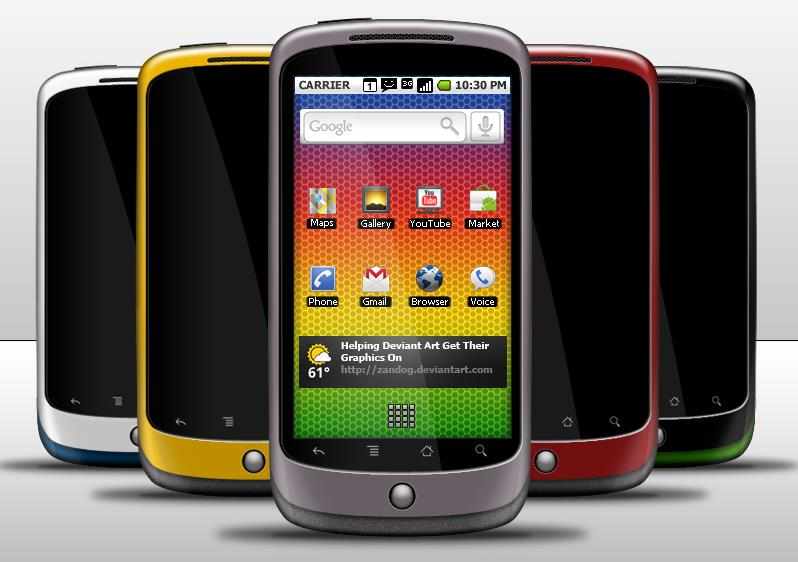 CARRIER 1 3G 10:30 PM
Google
Maps Gallery YouTube Market
You
Tube
Phone Gmail Browser Voice
Helping Deviant Art Get Their
Graphics On
61° http://zandog.deviantart.com